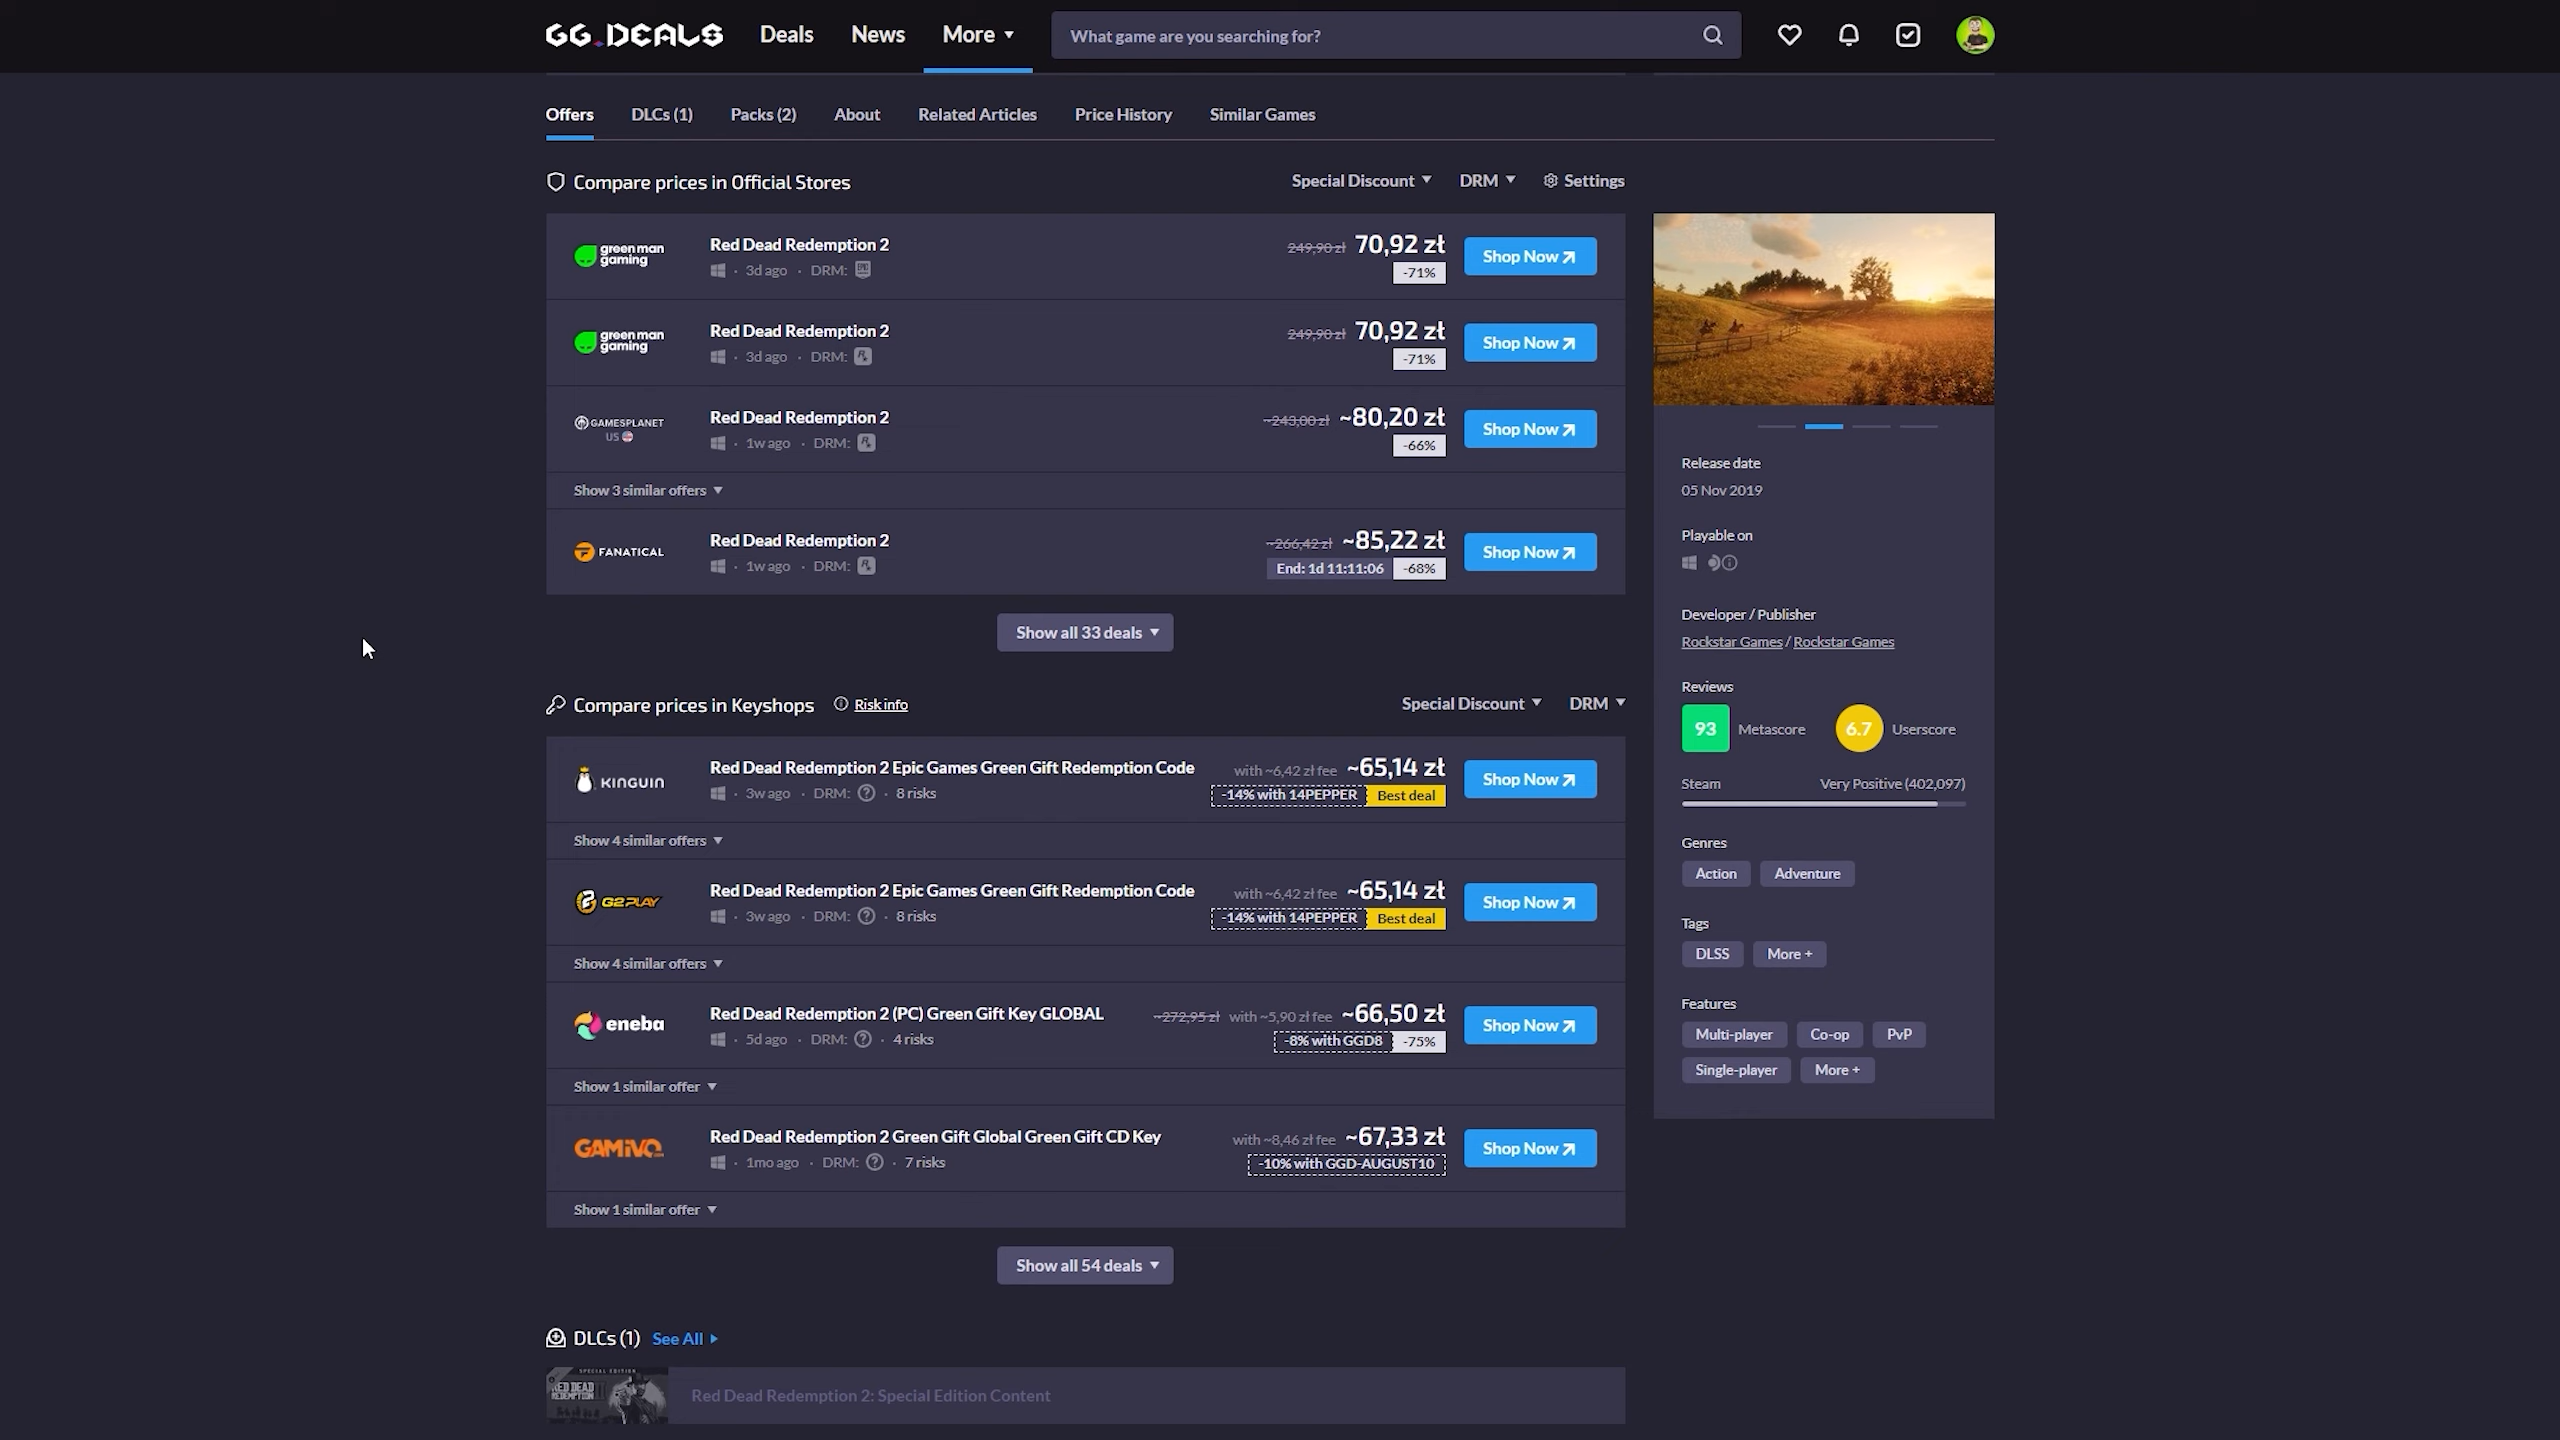 GG.DEALS Deals News More What game are you searching for?
Offers DLCs (1) Packs (2) About Related Articles Price History Similar Games
Compare prices in Official Stores Special Discount DRM Settings
green man gaming
Red Dead Redemption 2 249,90 zł 70,92 zł Shop Now
3d ago · DRM: -71%
green man gaming
Red Dead Redemption 2 249,90 zł 70,92 zł Shop Now
3d ago · DRM: -71%
GAMESPLANET US
Red Dead Redemption 2 ~243,00 zł ~80,20 zł Shop Now
1w ago · DRM: -66%
Show 3 similar offers
FANATICAL
Red Dead Redemption 2 ~266,42 zł ~85,22 zł Shop Now
1w ago · DRM: End: 1d 11:11:06 -68%
Show all 33 deals
Compare prices in Keyshops Risk info Special Discount DRM
KINGUIN
Red Dead Redemption 2 Epic Games Green Gift Redemption Code with ~6,42 zł fee ~65,14 zł Shop Now
3w ago · DRM: · 8 risks -14% with 14PEPPER Best deal
Show 4 similar offers
G2PLAY
Red Dead Redemption 2 Epic Games Green Gift Redemption Code with ~6,42 zł fee ~65,14 zł Shop Now
3w ago · DRM: · 8 risks -14% with 14PEPPER Best deal
Show 4 similar offers
eneba
Red Dead Redemption 2 (PC) Green Gift Key GLOBAL ~272,95 zł with ~5,90 zł fee ~66,50 zł Shop Now
5d ago · DRM: · 4 risks -8% with GGD8 -75%
Show 1 similar offer
GAMIVO
Red Dead Redemption 2 Green Gift Global Green Gift CD Key with ~8,46 zł fee ~67,33 zł Shop Now
1mo ago · DRM: · 7 risks -10% with GGD-AUGUST10
Show 1 similar offer
Show all 54 deals
DLCs (1) See All
SPECIAL EDITION
RED DEAD
REDEMPTION
Red Dead Redemption 2: Special Edition Content
Release date
05 Nov 2019
Playable on
Developer / Publisher
Rockstar Games / Rockstar Games
Reviews
93 Metascore 6.7 Userscore
Steam Very Positive (402,097)
Genres
Action Adventure
Tags
DLSS More +
Features
Multi-player Co-op PvP
Single-player More +